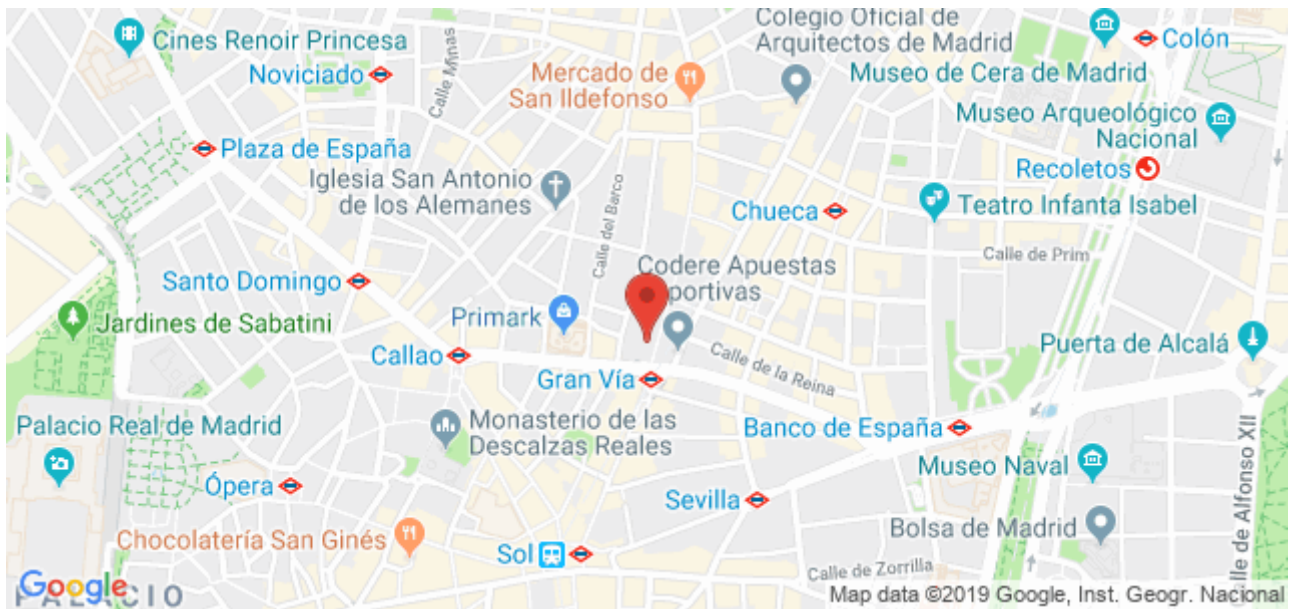 Cines Renoir Princesa
Noviciado
Calle Minas
Mercado de
San Ildefonso
Colegio Oficial de
Arquitectos de Madrid
Colón
Museo de Cera de Madrid
Museo Arqueológico
Nacional
Plaza de España
Iglesia San Antonio
de los Alemanes
Calle del Barco
Recoletos
Chueca
Teatro Infanta Isabel
Calle de Prim
Santo Domingo
Codere Apuestas
portivas
Jardines de Sabatini
Primark
Callao
Gran Vía
Calle de la Reina
Puerta de Alcalá
Palacio Real de Madrid
Monasterio de las
Descalzas Reales
Banco de España
Museo Naval
Ópera
Sevilla
Bolsa de Madrid
lle de Alfonso XII
Chocolatería San Ginés
Sol
Calle de Zorrilla
Google
PALACIO
Map data ©2019 Google, Inst. Geogr. Nacional